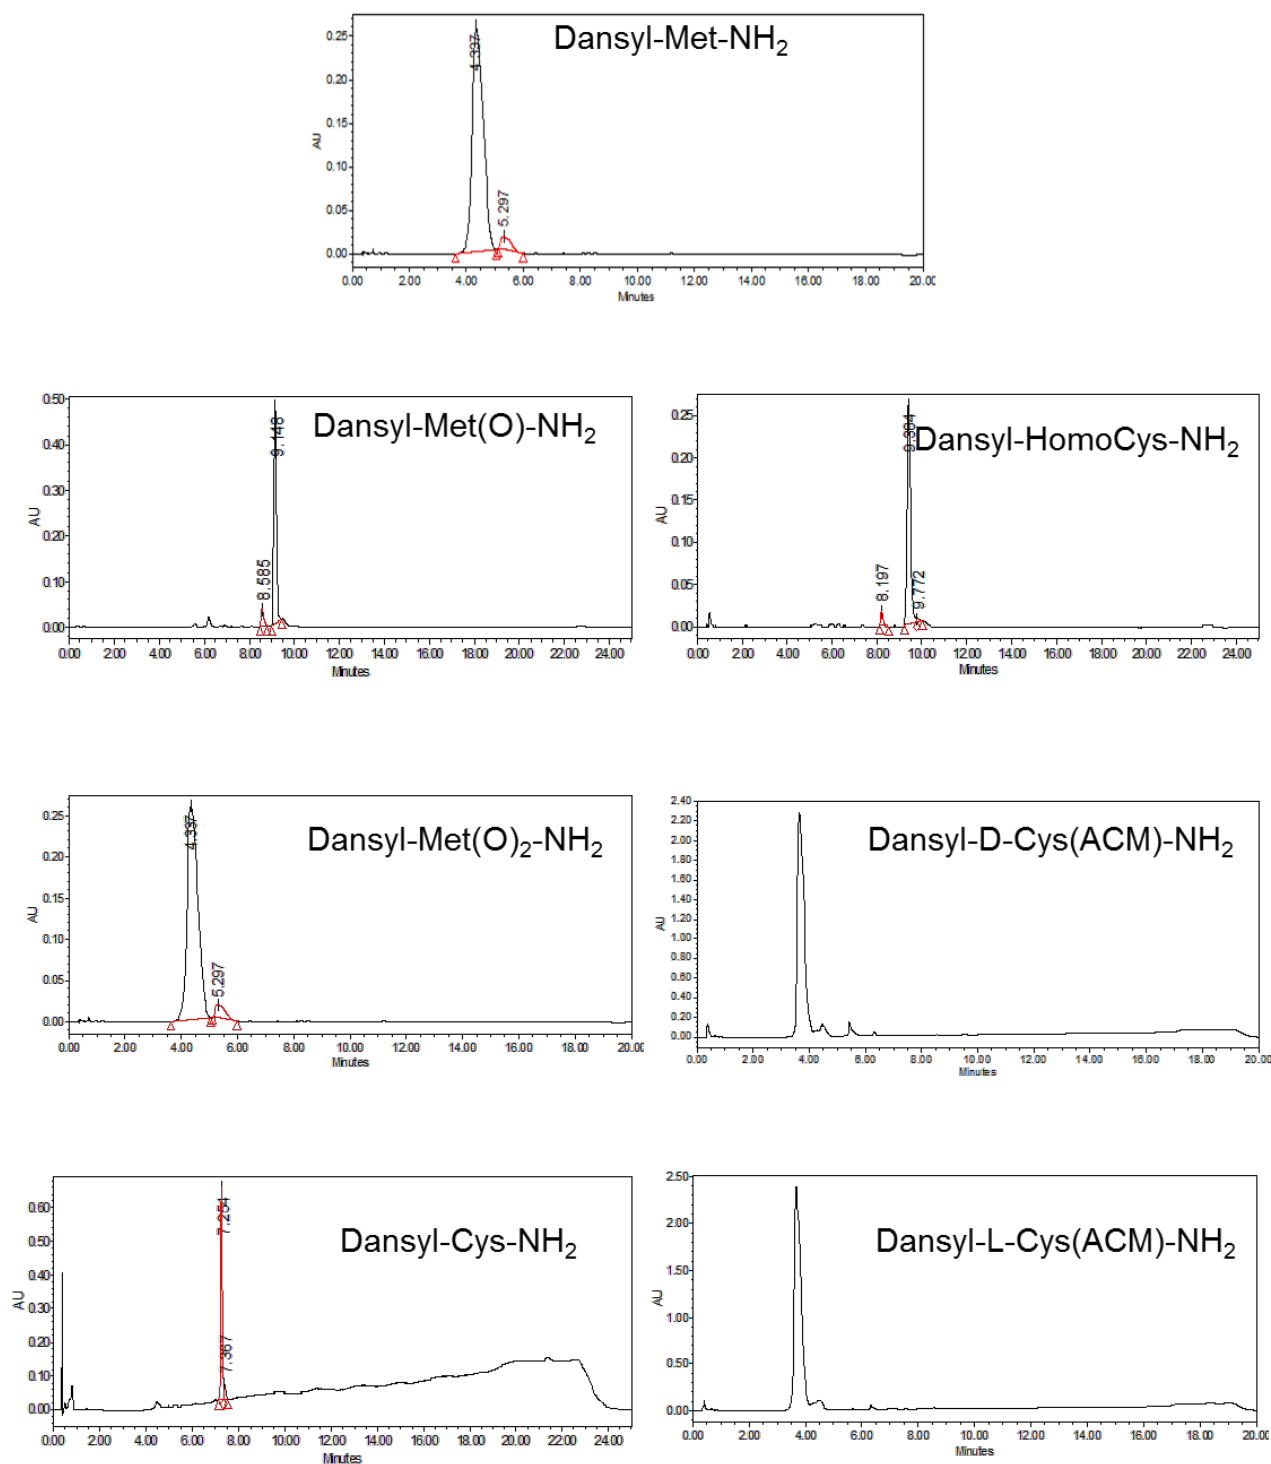 Dansyl-Met-NH₂
0.25
0.20
0.15
0.10
0.05
0.00
AU
4.337
5.297
0.00 2.00 4.00 6.00 8.00 10.00 12.00 14.00 16.00 18.00 20.00
Minutes
Dansyl-Met(O)-NH₂
0.50
0.40
0.30
0.20
0.10
0.00
AU
8.585
9.148
0.00 2.00 4.00 6.00 8.00 10.00 12.00 14.00 16.00 18.00 20.00 22.00 24.00
Minutes
Dansyl-HomoCys-NH₂
0.25
0.20
0.15
0.10
0.05
0.00
AU
8.197
9.772
0.00 2.00 4.00 6.00 8.00 10.00 12.00 14.00 16.00 18.00 20.00 22.00 24.00
Minutes
Dansyl-Met(O)₂-NH₂
0.25
0.20
0.15
0.10
0.05
0.00
AU
4.337
5.297
0.00 2.00 4.00 6.00 8.00 10.00 12.00 14.00 16.00 18.00 20.00
Minutes
Dansyl-D-Cys(ACM)-NH₂
2.40
2.20
2.00
1.80
1.60
1.40
1.20
1.00
0.80
0.60
0.40
0.20
0.00
AU
0.00 2.00 4.00 6.00 8.00 10.00 12.00 14.00 16.00 18.00 20.00
Minutes
Dansyl-Cys-NH₂
0.60
0.50
0.40
0.30
0.20
0.10
0.00
AU
7.254
7.367
0.00 2.00 4.00 6.00 8.00 10.00 12.00 14.00 16.00 18.00 20.00 22.00 24.00
Minutes
Dansyl-L-Cys(ACM)-NH₂
2.50
2.00
1.50
1.00
0.50
0.00
AU
0.00 2.00 4.00 6.00 8.00 10.00 12.00 14.00 16.00 18.00 20.00
Minutes